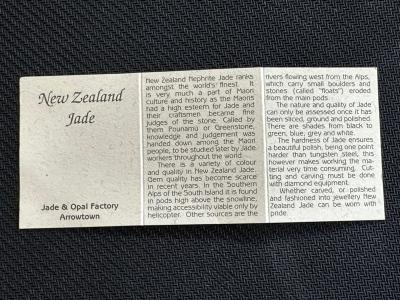 New Zealand
Jade
Jade & Opal Factory
Arrowtown
New Zealand Nephrite Jade ranks
amongst the world's finest. It
is very much a part of Maori
culture and history as the Maoris
had a high esteem for Jade and
their craftsmen became fine
judges of the stone. Called by
them Pounamu or Greenstone,
knowledge and judgement was
handed down among the Maori
people, to be studied later by Jade
workers throughout the world.
There is a variety of colour
and quality in New Zealand Jade.
Gem quality has become scarce
in recent years. In the Southern
Alps of the South Island it is found
in pods high above the snowline,
making accessibility viable only by
helicopter. Other Sources are the
rivers flowing west from the Alps,
which carry small boulders and
stones (called "floats") eroded
from the main pods.
The nature and quality of Jade
can only be assessed once it has
been sliced, ground and polished.
There are shades from black to
green, blue, grey and white.
The hardness of Jade ensures
a beautiful polish, being one point
harder than tungsten steel, this
however makes working the ma-
terial very time consuming. Cut-
ting and carving must be done
with diamond equipment.
Whether carved, or polished
and fashioned into jewellery New
Zealand Jade can be worn with
pride.